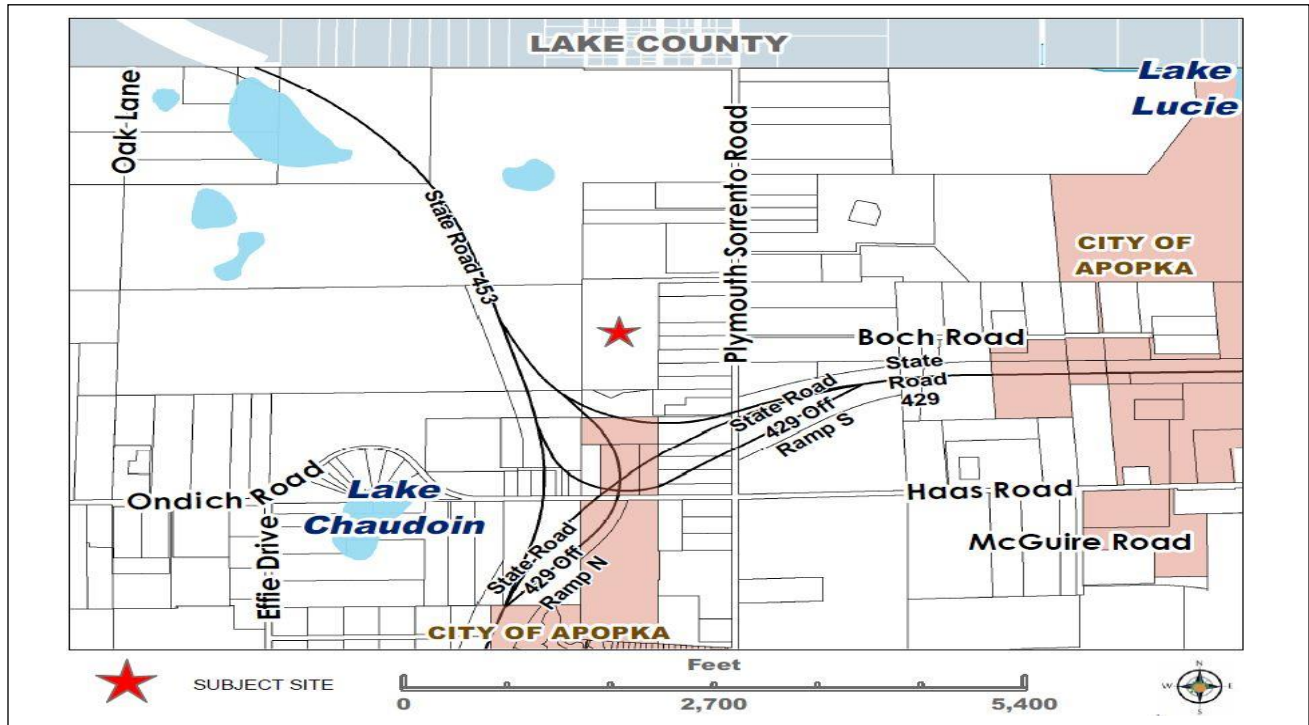 LAKE COUNTY
Lake
Lucie
Oak Lane
Plymouth-Sorrento Road
State Road 453
CITY OF
APOPKA
Boch Road
State
Road
429
State Road
429 Off
Ramp S
Ondich Road
Lake
Chaudoin
Haas Road
Effie Drive
State Road
429 Off
Ramp N
McGuire Road
CITY OF APOPKA
SUBJECT SITE
Feet
0
2,700
5,400
N
W
E
S